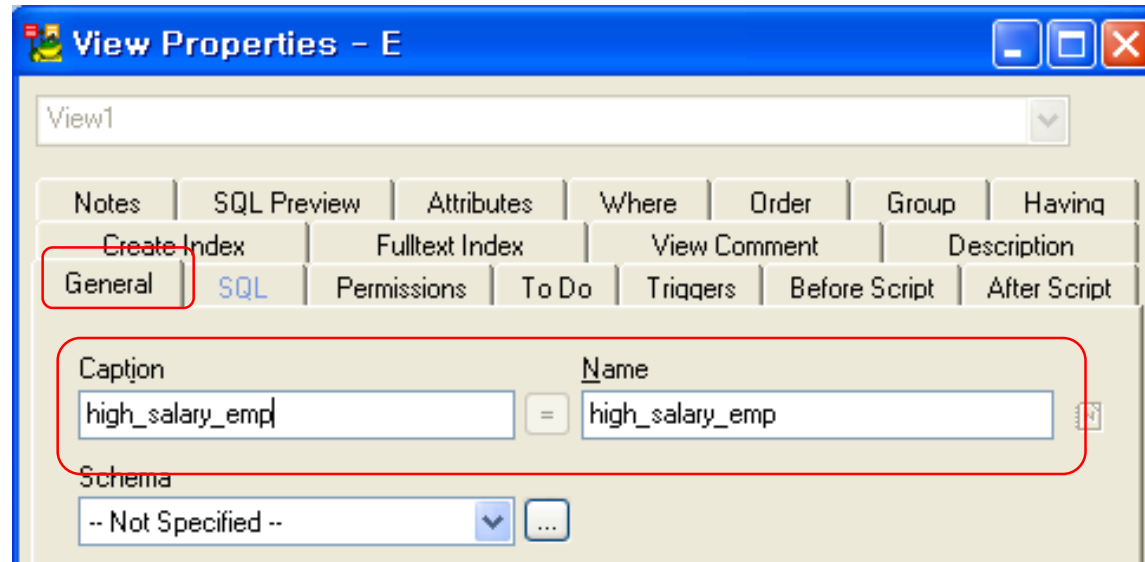 View Properties - E
View1
Notes SQL Preview Attributes Where Order Group Having
Create Index Fulltext Index View Comment Description
General SQL Permissions To Do Triggers Before Script After Script
Caption Name
high_salary_emp = high_salary_emp
Schema
-- Not Specified -- ...